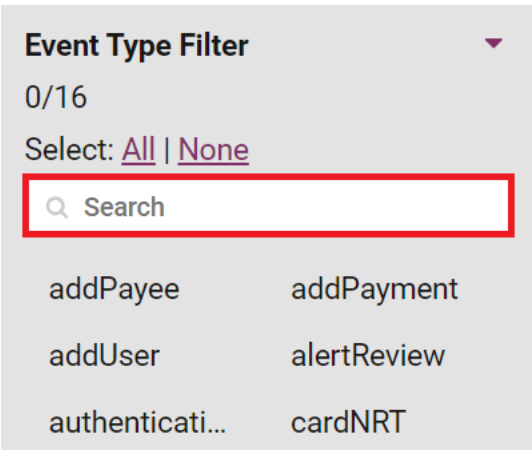 Event Type Filter
0/16
Select: All | None
Search
addPayee addPayment
addUser alertReview
authenticati... cardNRT